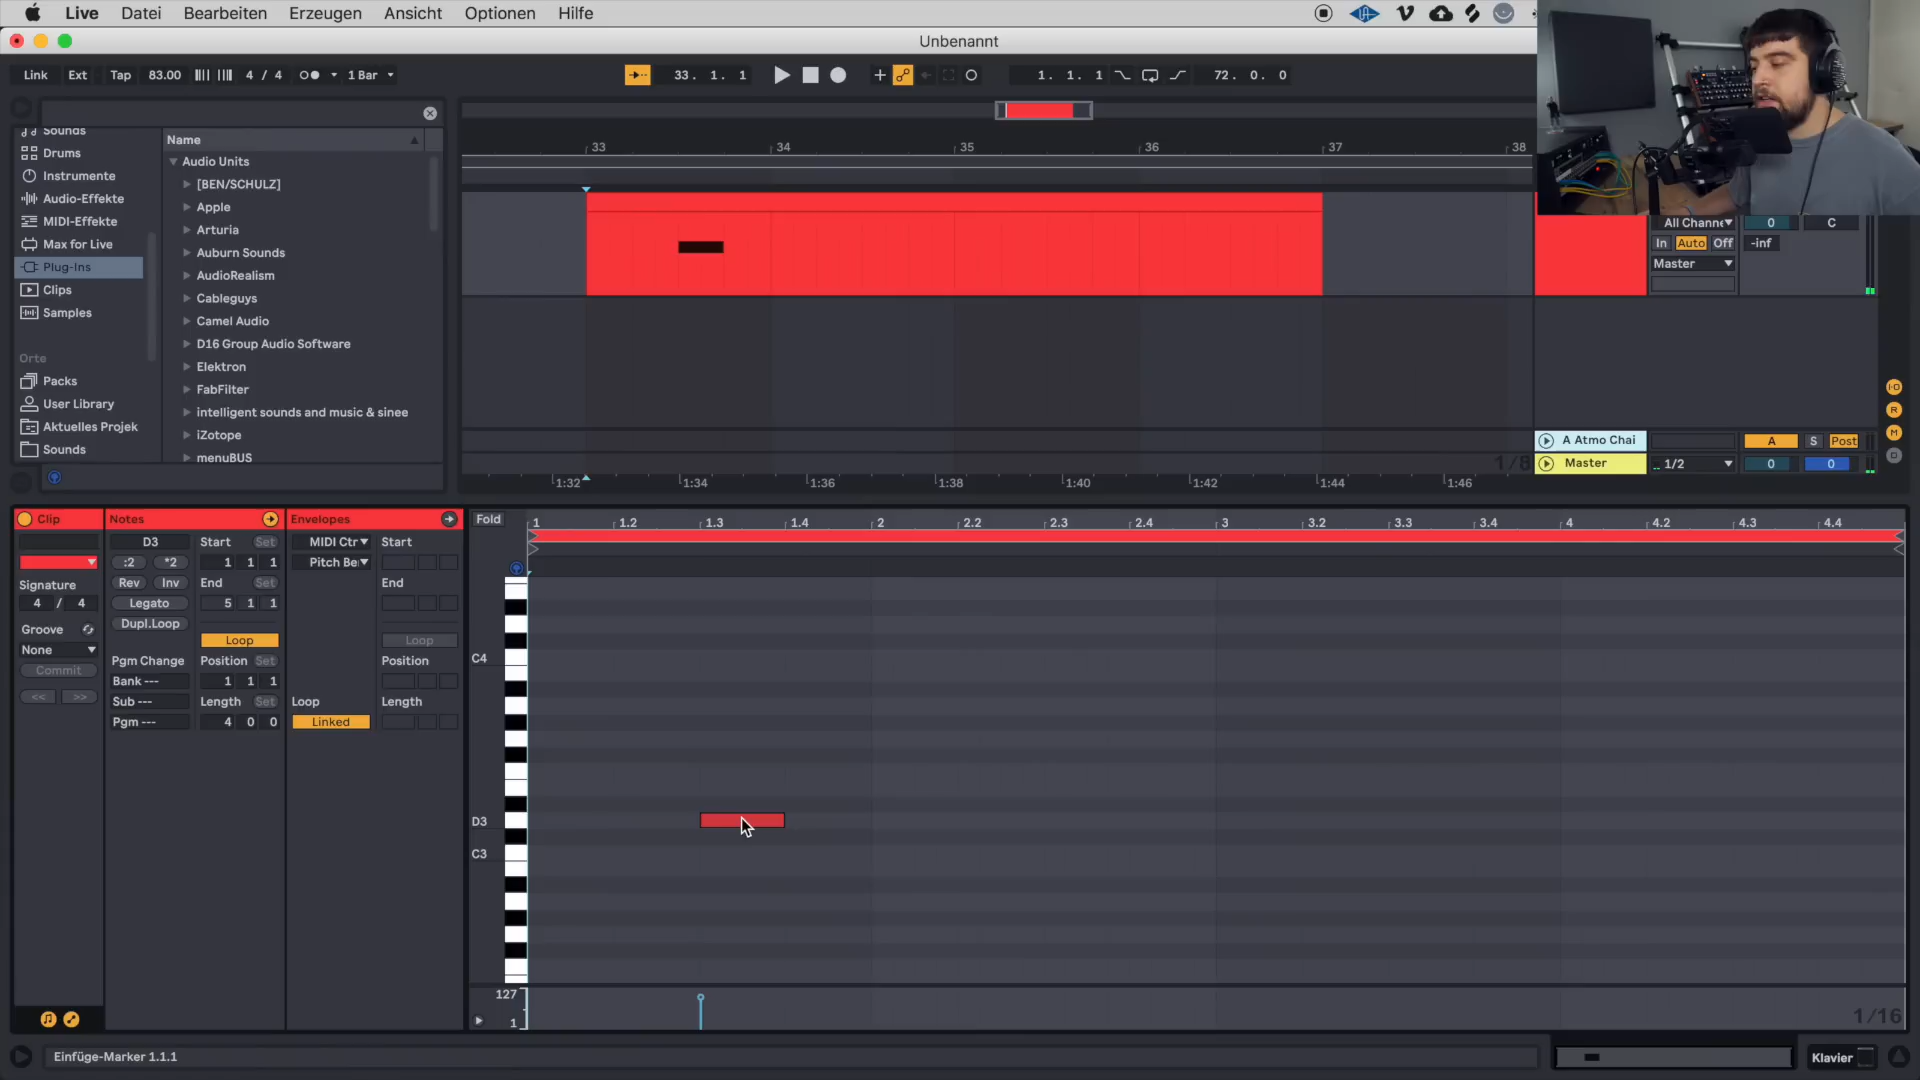 Live Datei Bearbeiten Erzeugen Ansicht Optionen Hilfe
Unbenannt
Link Ext Tap 83.00 4 / 4 1 Bar 33. 1. 1 1. 1. 1 72. 0. 0
Sounds
Drums
Instrumente
Audio-Effekte
MIDI-Effekte
Max for Live
Plug-Ins
Clips
Samples
Orte
Packs
User Library
Aktuelles Projek
Sounds
Name
Audio Units
[BEN/SCHULZ]
Apple
Arturia
Auburn Sounds
AudioRealism
Cableguys
Camel Audio
D16 Group Audio Software
Elektron
FabFilter
intelligent sounds and music & sinee
iZotope
menuBUS
33 34 35 36 37 38
1/8
1:32 1:34 1:36 1:38 1:40 1:42 1:44 1:46
All Channe 0 C
In Auto Off -inf
Master
A Atmo Chai A S Post
Master 1/2 0 0
I·O
R
M
D
Clip
Signature
4 / 4
Groove
None
Commit
<< >>
Notes
D3
:2 *2
Rev Inv
Legato
Dupl.Loop
Pgm Change
Bank ---
Sub ---
Pgm ---
Start Set
1 1 1
End Set
5 1 1
Loop
Position Set
1 1 1
Length Set
4 0 0
Envelopes
MIDI Ctr
Pitch Be
Loop
Linked
Start
End
Loop
Position
Length
Fold 1 1.2 1.3 1.4 2 2.2 2.3 2.4 3 3.2 3.3 3.4 4 4.2 4.3 4.4
C4
D3
C3
127
1
1/16
Einfüge-Marker 1.1.1
Klavier